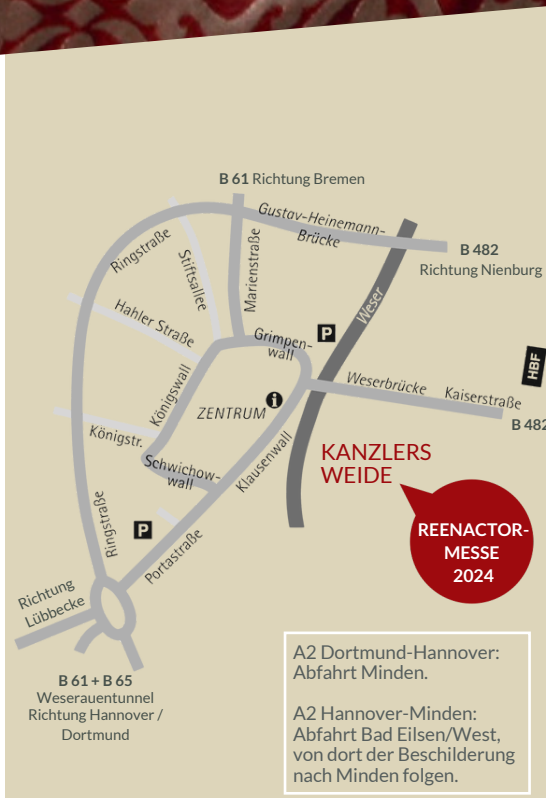 B 61 Richtung Bremen
Gustav-Heinemann-
Brücke
B 482
Richtung Nienburg
Ringstraße
Stiftsallee
Marienstraße
Weser
Hahler Straße
Grimpen-
wall
P
HBF
Königswall
ZENTRUM i
Weserbrücke
Kaiserstraße
B 482
Königstr.
Schwichow-
wall
Klausenwall
KANZLERS
WEIDE
REENACTOR-
MESSE
2024
Ringstraße
P
Portastraße
Richtung
Lübbecke
B 61 + B 65
Weserauentunnel
Richtung Hannover /
Dortmund
A2 Dortmund-Hannover:
Abfahrt Minden.
A2 Hannover-Minden:
Abfahrt Bad Eilsen/West,
von dort der Beschilderung
nach Minden folgen.